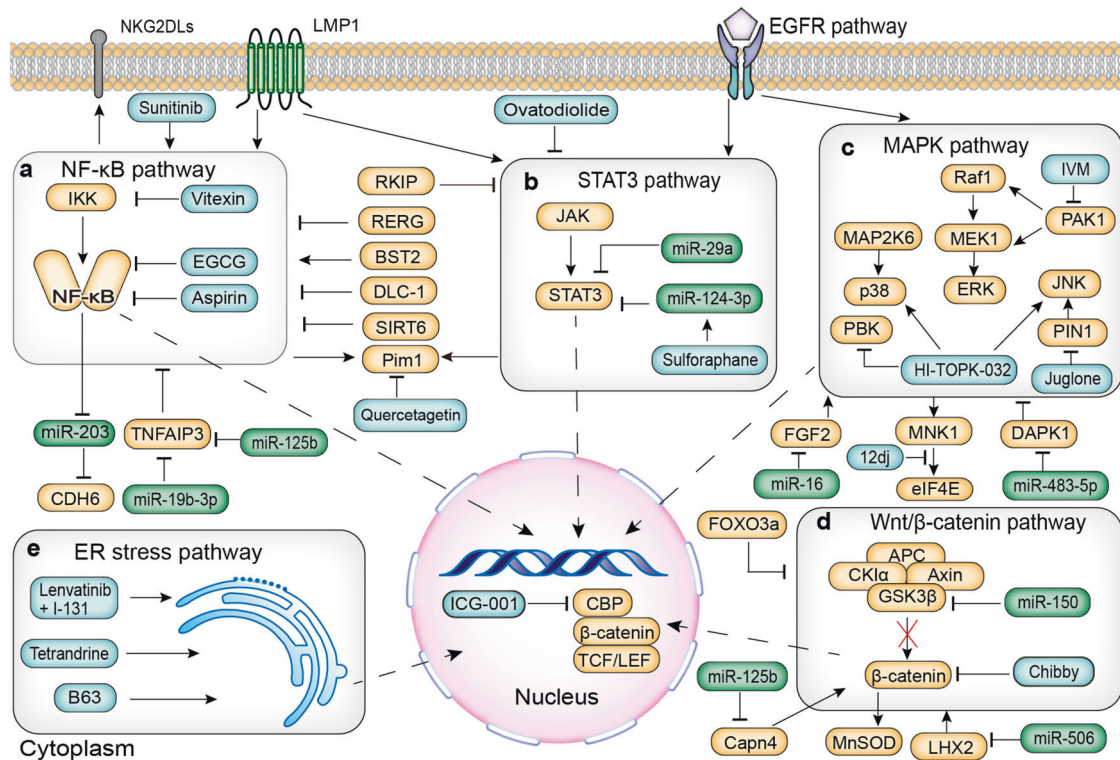 NKG2DLs
LMP1
EGFR pathway
Sunitinib
Ovatodiolide
a
NF-κB pathway
IKK
Vitexin
EGCG
NF-κB
Aspirin
RKIP
RERG
BST2
DLC-1
SIRT6
Pim1
Quercetagetin
b
STAT3 pathway
JAK
miR-29a
STAT3
miR-124-3p
Sulforaphane
c
MAPK pathway
Raf1
IVM
PAK1
MAP2K6
MEK1
p38
ERK
JNK
PBK
PIN1
HI-TOPK-032
Juglone
miR-203
TNFAIP3
miR-125b
CDH6
miR-19b-3p
FGF2
MNK1
DAPK1
12dj
miR-16
eIF4E
miR-483-5p
e
ER stress pathway
Lenvatinib
+ I-131
Tetrandrine
B63
Cytoplasm
ICG-001
CBP
β-catenin
TCF/LEF
Nucleus
FOXO3a
d
Wnt/β-catenin pathway
APC
CKIα
Axin
GSK3β
miR-150
β-catenin
Chibby
miR-125b
Capn4
MnSOD
LHX2
miR-506